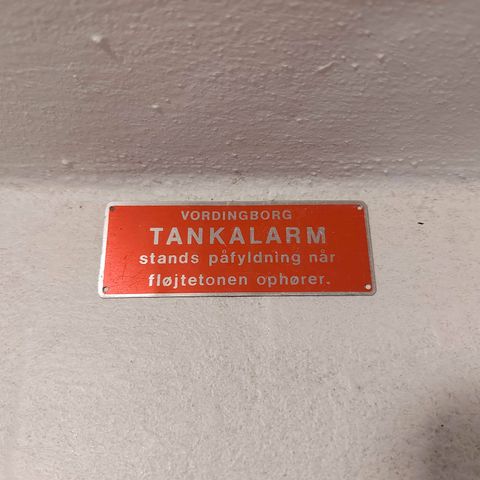 VORDINGBORG
TANKALARM
stands påfyldning når
fløjtetonen ophører.